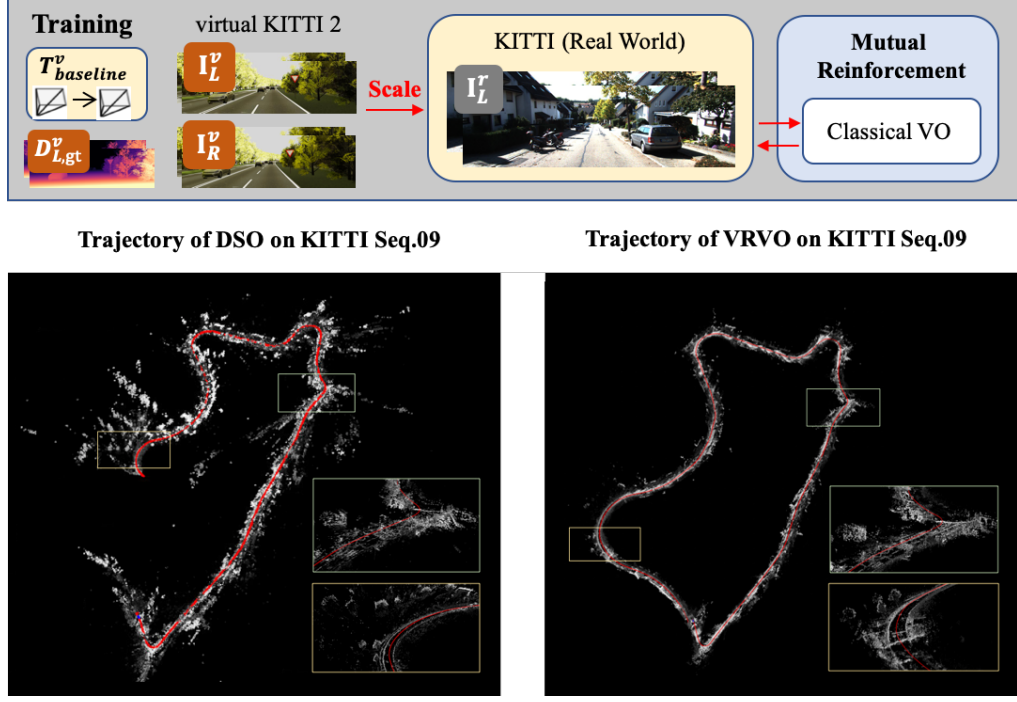 Training
T^v_baseline
D^v_L,gt
virtual KITTI 2
I^v_L
I^v_R
Scale
KITTI (Real World)
I^r_L
Mutual
Reinforcement
Classical VO
Trajectory of DSO on KITTI Seq.09
Trajectory of VRVO on KITTI Seq.09